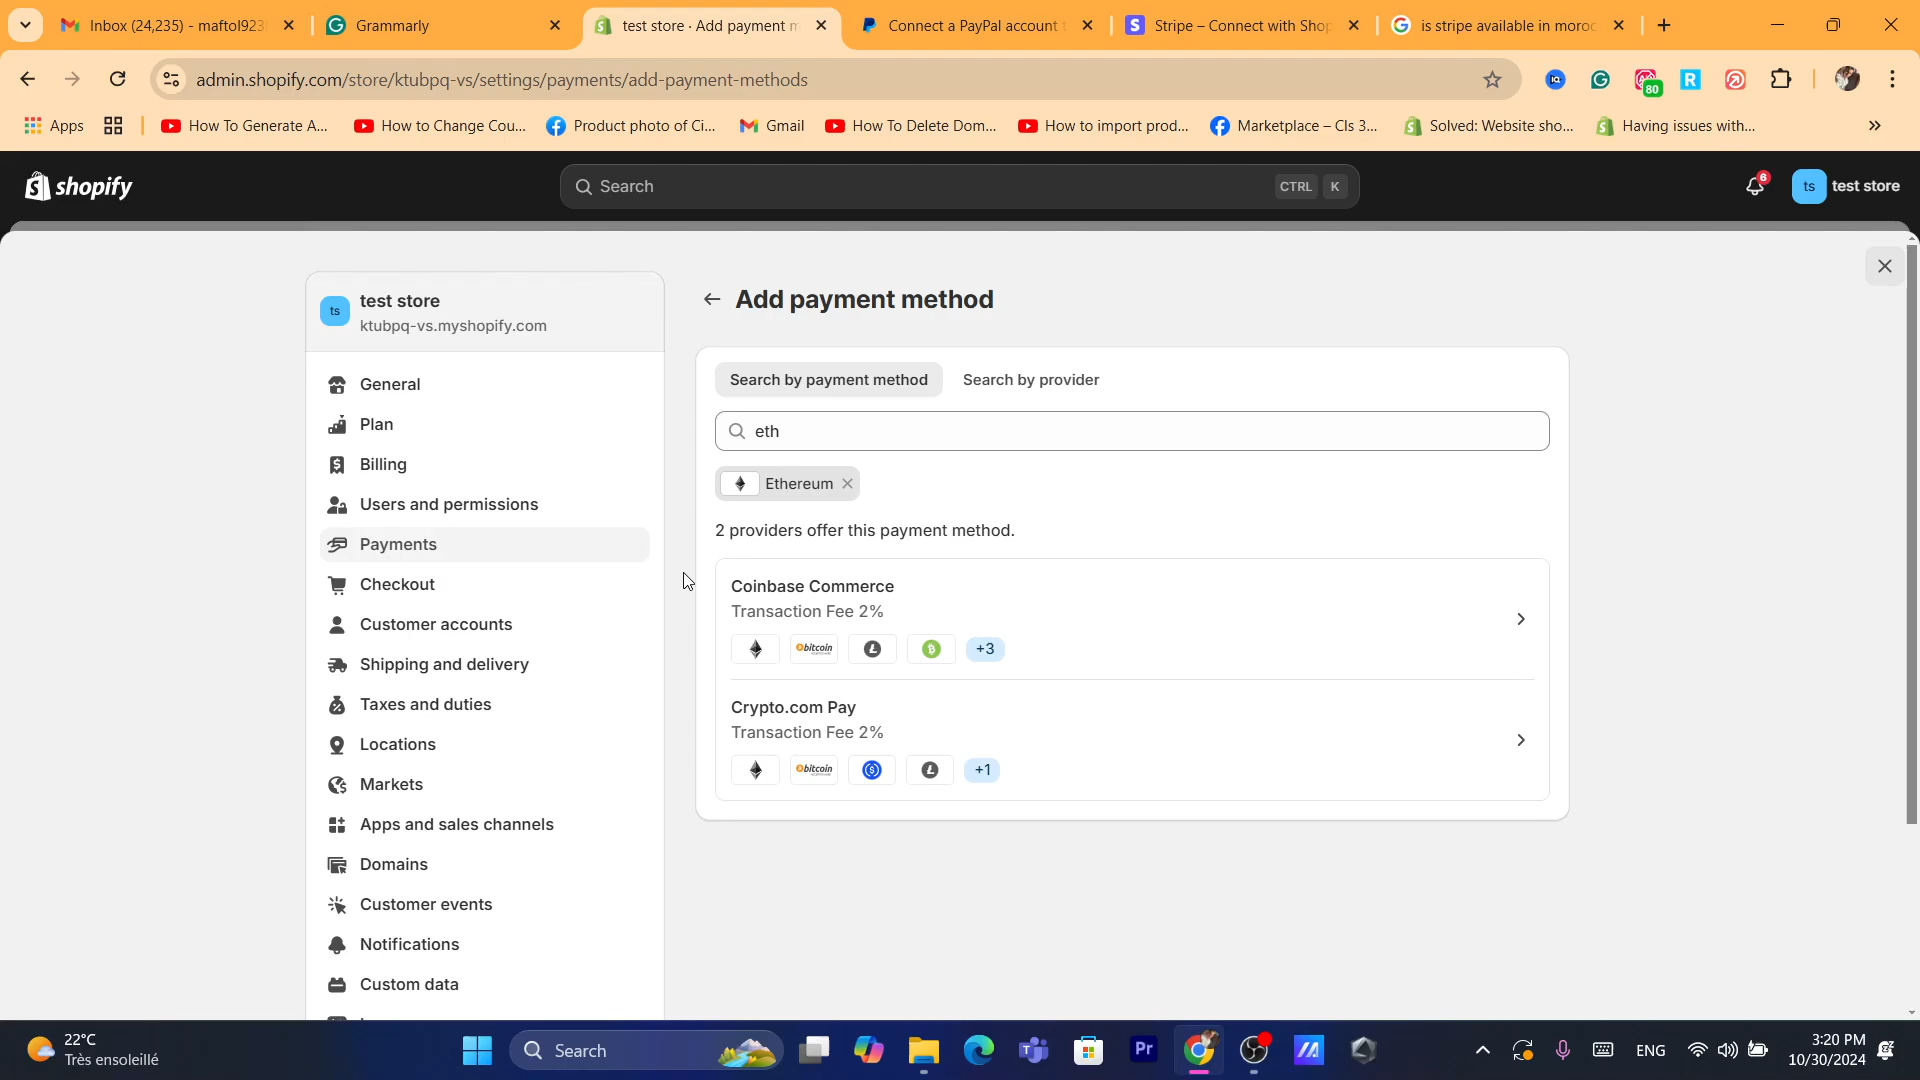 Inbox (24,235) - maftol923
Grammarly
test store · Add payment m
Connect a PayPal account t
Stripe – Connect with Shop
is stripe available in moroc
admin.shopify.com/store/ktubpq-vs/settings/payments/add-payment-methods
80
Apps
How To Generate A...
How to Change Cou...
Product photo of Ci...
Gmail
How To Delete Dom...
How to import prod...
Marketplace – Cls 3...
Solved: Website sho...
Having issues with...
shopify
Search
CTRL K
6
ts
test store
ts
test store
ktubpq-vs.myshopify.com
General
Plan
Billing
Users and permissions
Payments
Checkout
Customer accounts
Shipping and delivery
Taxes and duties
Locations
Markets
Apps and sales channels
Domains
Customer events
Notifications
Custom data
Add payment method
Search by payment method
Search by provider
eth
Ethereum
2 providers offer this payment method.
Coinbase Commerce
Transaction Fee 2%
bitcoin
+3
Crypto.com Pay
Transaction Fee 2%
bitcoin
+1
22°C
Très ensoleillé
Search
Pr
ENG
3:20 PM
10/30/2024